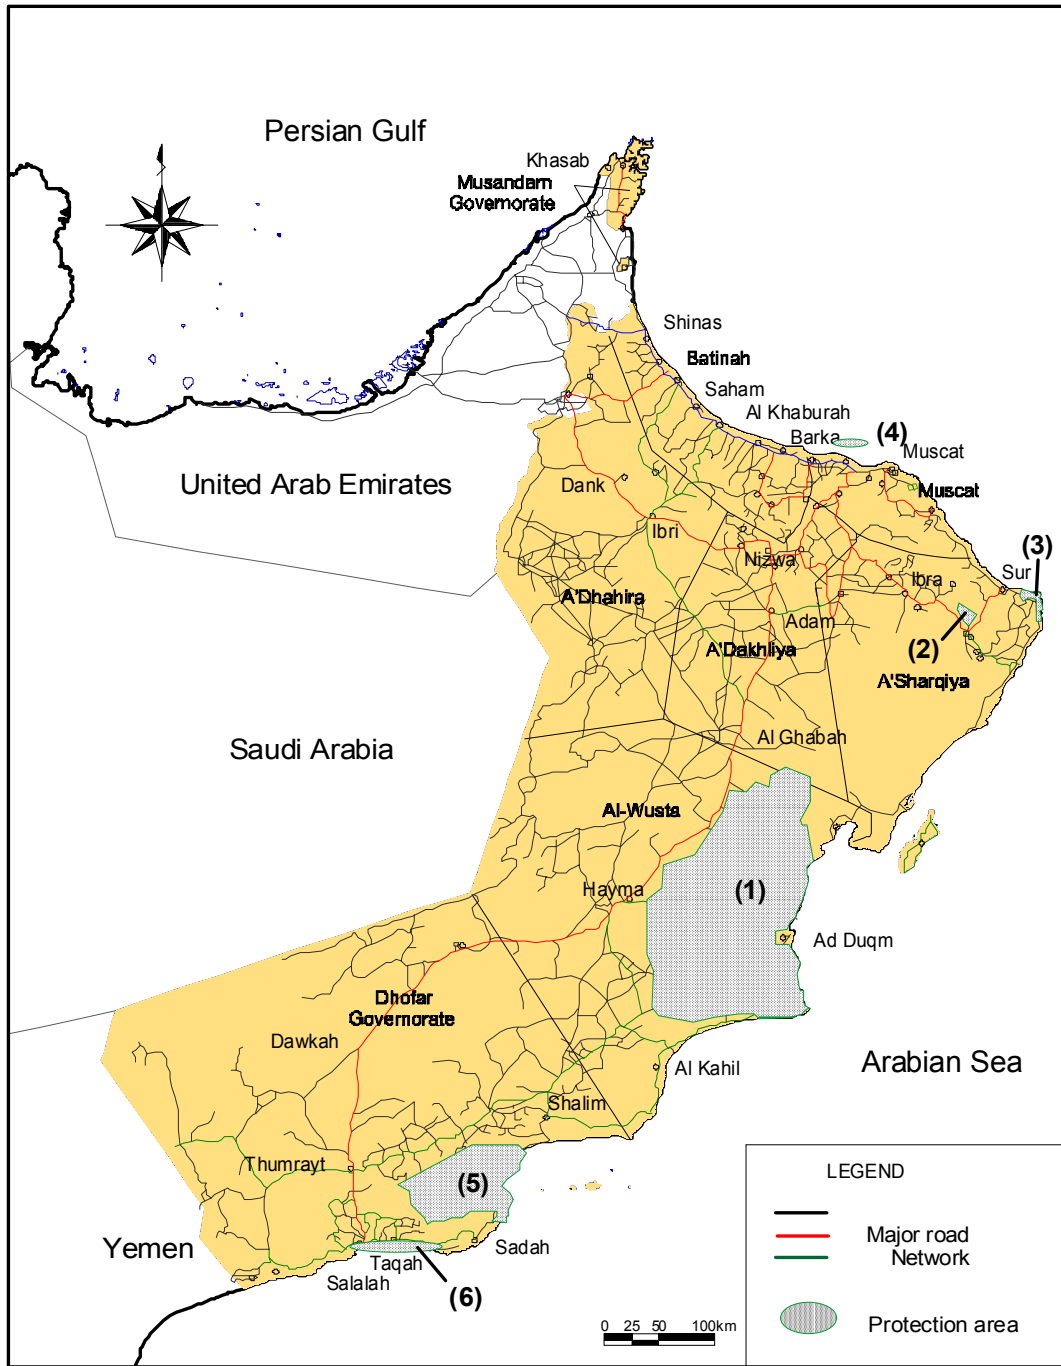 Persian Gulf
Khasab
Musandam
Governorate
Shinas
Batinah
Saham
Al Khaburah
Barka
(4)
Muscat
United Arab Emirates
Dank
Muscat
Ibri
(3)
Nizwa
Ibra
Sur
A'Dhahira
Adam
A'Dakhliya
(2)
A'Sharqiya
Saudi Arabia
Al Ghabah
Al-Wusta
Hayma
(1)
Ad Duqm
Dhofar
Governorate
Dawkah
Al Kahil
Arabian Sea
Shalim
Thumrayt
(5)
Yemen
Sadah
Taqah
Salalah
(6)
LEGEND
Major road
Network
Protection area
0 25 50 100km